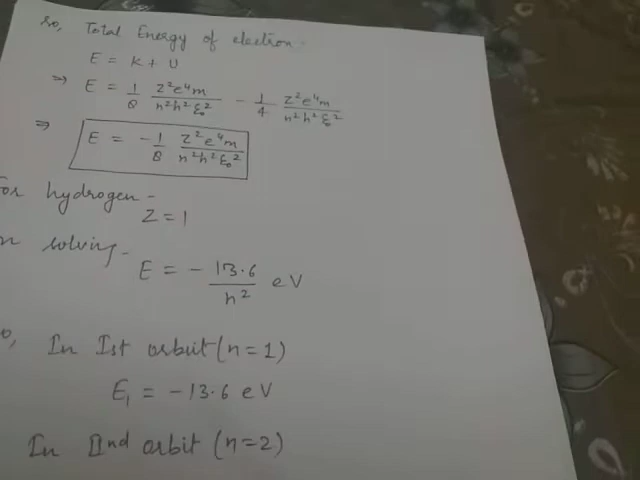 So, Total Energy of electron -
E = K + U
⇒ E = 1/8 Z²e⁴m/n²h²ε₀² - 1/4 Z²e⁴m/n²h²ε₀²
⇒ E = -1/8 Z²e⁴m/n²h²ε₀²
For hydrogen -
Z = 1
On solving -
E = - 13.6/n² eV
So, In Ist orbit (n=1)
E₁ = -13.6 eV
In IInd orbit (n=2)